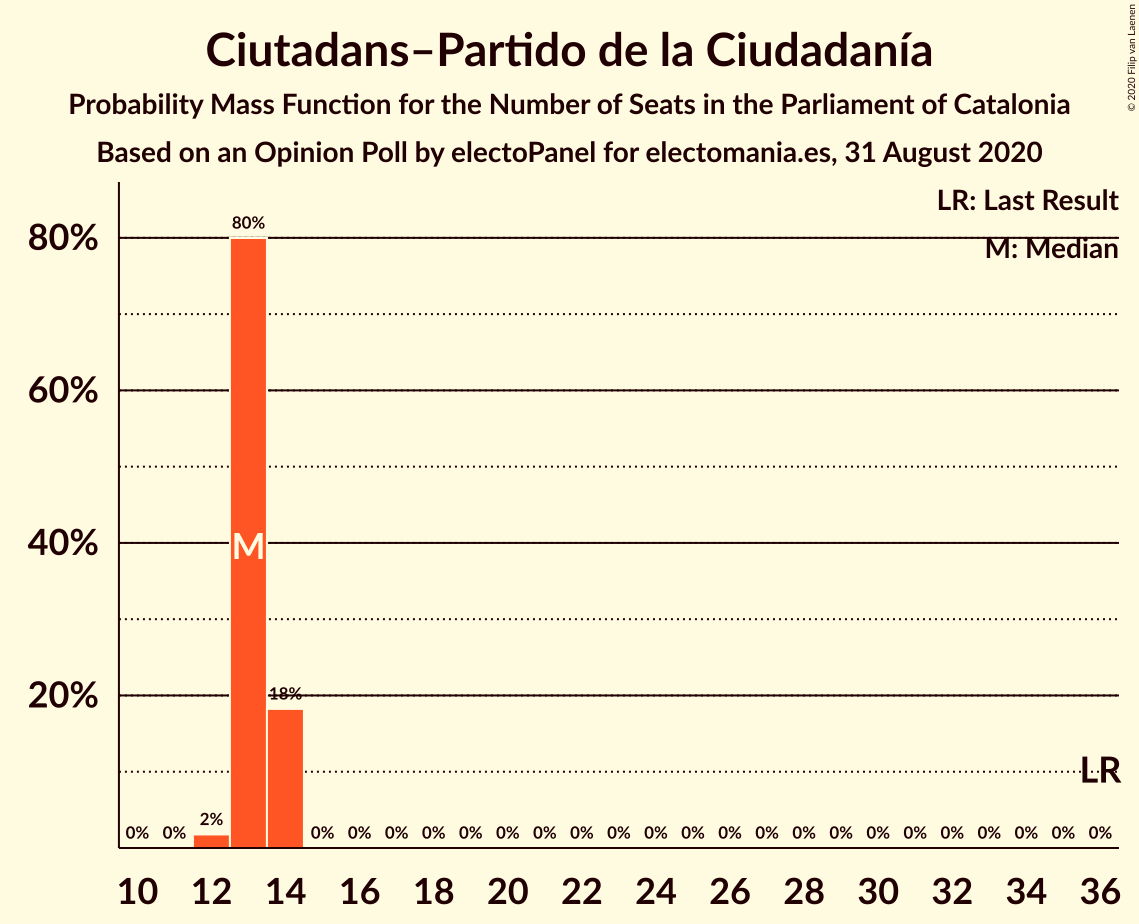 Ciutadans–Partido de la Ciudadanía
Probability Mass Function for the Number of Seats in the Parliament of Catalonia
Based on an Opinion Poll by electoPanel for electomania.es, 31 August 2020
© 2020 Filip van Laenen
LR: Last Result
M: Median
80%
60%
40%
20%
0% 0% 2% 80% 18% 0% 0% 0% 0% 0% 0% 0% 0% 0% 0% 0% 0% 0% 0% 0% 0% 0% 0% 0% 0% 0% 0%
M
LR
10 12 14 16 18 20 22 24 26 28 30 32 34 36